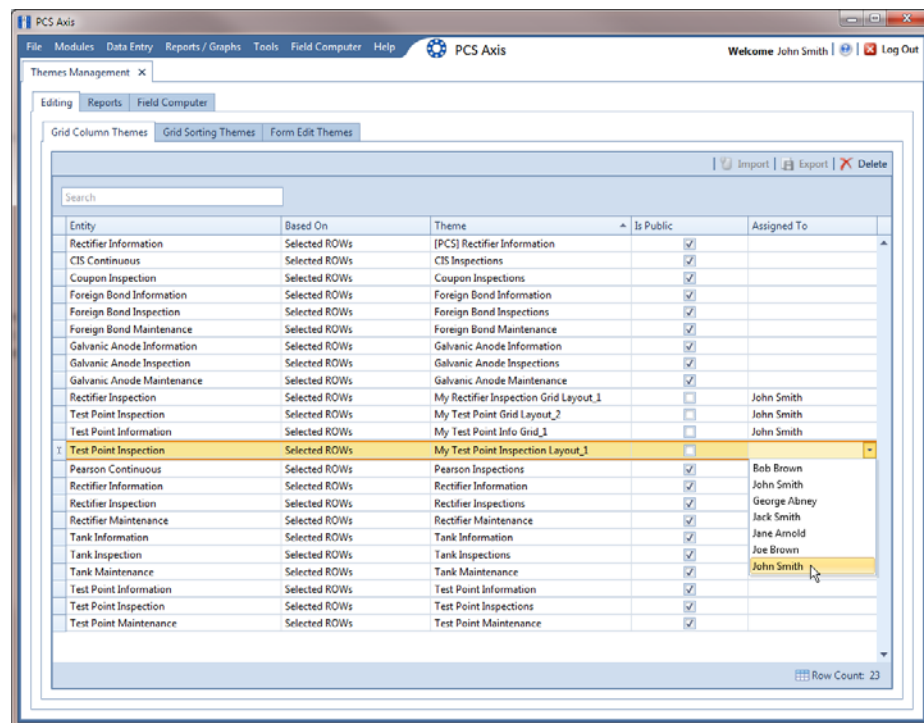 PCS Axis
File Modules Data Entry Reports / Graphs Tools Field Computer Help PCS Axis Welcome John Smith Log Out
Themes Management X
Editing Reports Field Computer
Grid Column Themes Grid Sorting Themes Form Edit Themes
Import Export Delete
Search
Entity Based On Theme Is Public Assigned To
Rectifier Information Selected ROWs [PCS] Rectifier Information
CIS Continuous Selected ROWs CIS Inspections
Coupon Inspection Selected ROWs Coupon Inspections
Foreign Bond Information Selected ROWs Foreign Bond Information
Foreign Bond Inspection Selected ROWs Foreign Bond Inspections
Foreign Bond Maintenance Selected ROWs Foreign Bond Maintenance
Galvanic Anode Information Selected ROWs Galvanic Anode Information
Galvanic Anode Inspection Selected ROWs Galvanic Anode Inspections
Galvanic Anode Maintenance Selected ROWs Galvanic Anode Maintenance
Rectifier Inspection Selected ROWs My Rectifier Inspection Grid Layout_1 John Smith
Test Point Inspection Selected ROWs My Test Point Grid Layout_2 John Smith
Test Point Information Selected ROWs My Test Point Info Grid_1 John Smith
Test Point Inspection Selected ROWs My Test Point Inspection Layout_1
Pearson Continuous Selected ROWs Pearson Inspections Bob Brown
Rectifier Information Selected ROWs Rectifier Information John Smith
Rectifier Inspection Selected ROWs Rectifier Inspections George Abney
Rectifier Maintenance Selected ROWs Rectifier Maintenance Jack Smith
Tank Information Selected ROWs Tank Information Jane Arnold
Tank Inspection Selected ROWs Tank Inspections Joe Brown
Tank Maintenance Selected ROWs Tank Maintenance John Smith
Test Point Information Selected ROWs Test Point Information
Test Point Inspection Selected ROWs Test Point Inspections
Test Point Maintenance Selected ROWs Test Point Maintenance
Row Count: 23